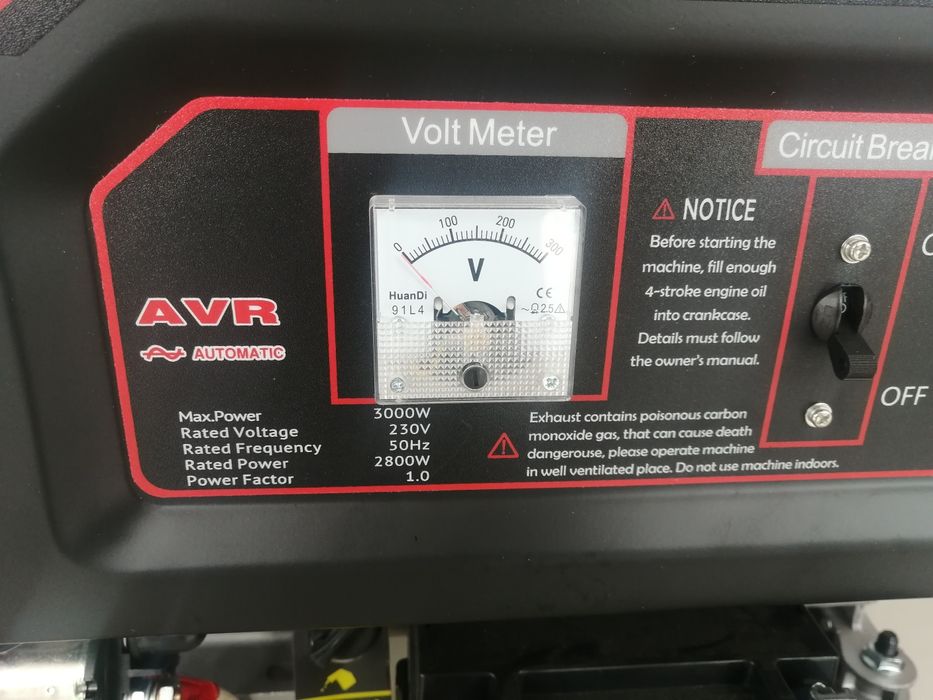 Volt Meter
0 100 200 300
V
HuanDi
91L4
CE
~ 2.5
AVR
AUTOMATIC
Max.Power 3000W
Rated Voltage 230V
Rated Frequency 50Hz
Rated Power 2800W
Power Factor 1.0
NOTICE
Before starting the
machine, fill enough
4-stroke engine oil
into crankcase.
Details must follow
the owner's manual.
Exhaust contains poisonous carbon
monoxide gas, that can cause death
dangerouse, please operate machine
in well ventilated place. Do not use machine indoors.
Circuit Brea
OFF